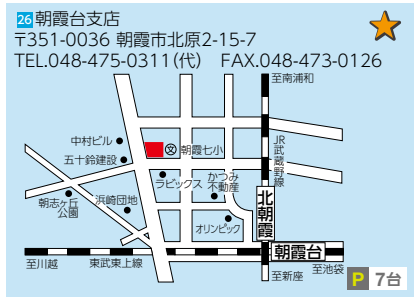 26 朝霞台支店
〒351-0036 朝霞市北原2-15-7
TEL.048-475-0311(代) FAX.048-473-0126
至南浦和
中村ビル
五十鈴建設
文 朝霞七小
JR武蔵野線
ラビックス
かつみ
不動産
朝志ヶ丘
公園
浜崎団地
オリンピック
北朝霞
朝霞台
至川越
東武東上線
至新座
至池袋
P 7台